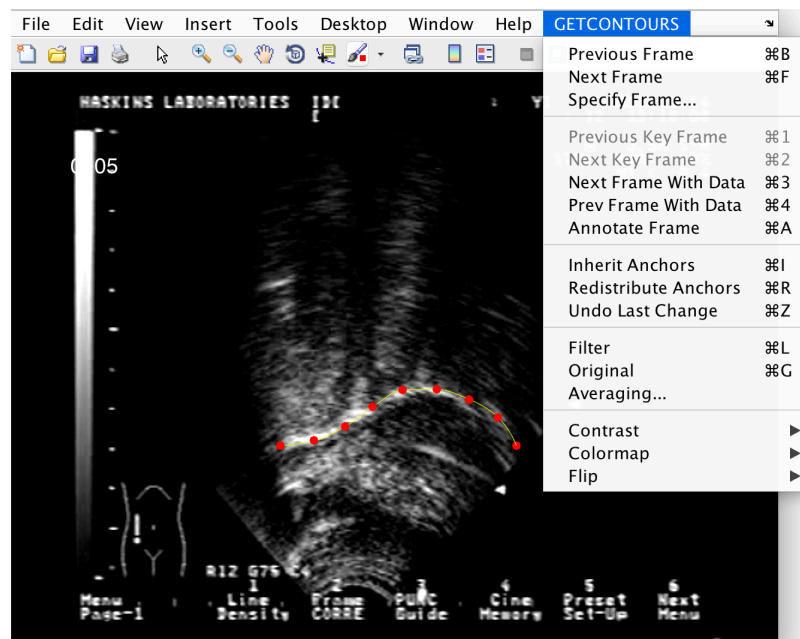 File Edit View Insert Tools Desktop Window Help GETCONTOURS
Previous Frame ⌘B
Next Frame ⌘F
Specify Frame...
Previous Key Frame ⌘1
Next Key Frame ⌘2
Next Frame With Data ⌘3
Prev Frame With Data ⌘4
Annotate Frame ⌘A
Inherit Anchors ⌘I
Redistribute Anchors ⌘R
Undo Last Change ⌘Z
Filter ⌘L
Original ⌘G
Averaging...
Contrast ▶
Colormap ▶
Flip ▶
HASKINS LABORATORIES
05
R12 G75 C4
1 2 3 4 5 6
Menu Line Frame Cine Preset Next
Page-1 Density CORRE Guide Memory Set-Up Menu